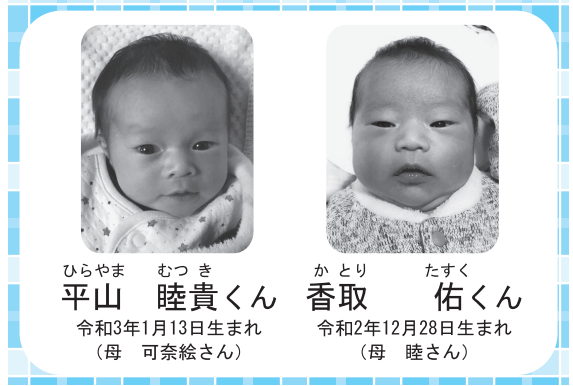 ひらやま むつき
平山 睦貴くん
令和3年1月13日生まれ
（母 可奈絵さん）
かとり たすく
香取 佑くん
令和2年12月28日生まれ
（母 睦さん）